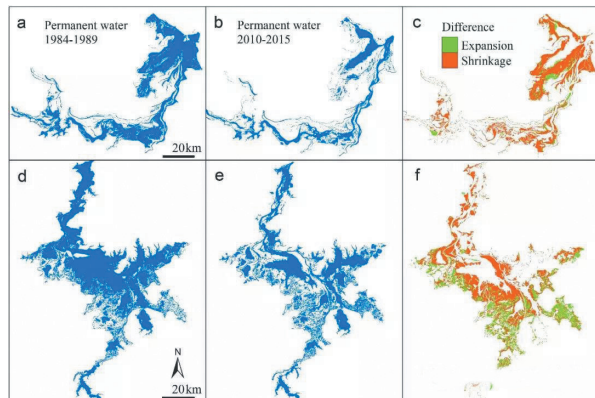 a Permanent water
1984-1989
b Permanent water
2010-2015
c Difference
Expansion
Shrinkage
20km
d
e
f
N
20km